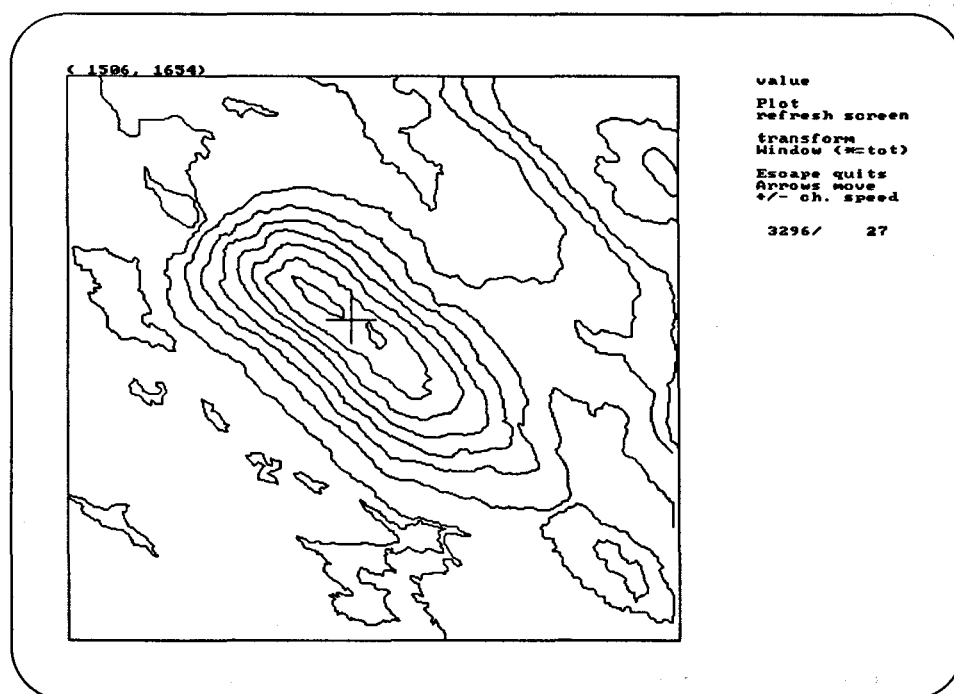 ( 1506, 1654)
value
Plot
refresh screen
transform
Window (*=tot)
Escape quits
Arrows move
+/- ch. speed
3296/ 27